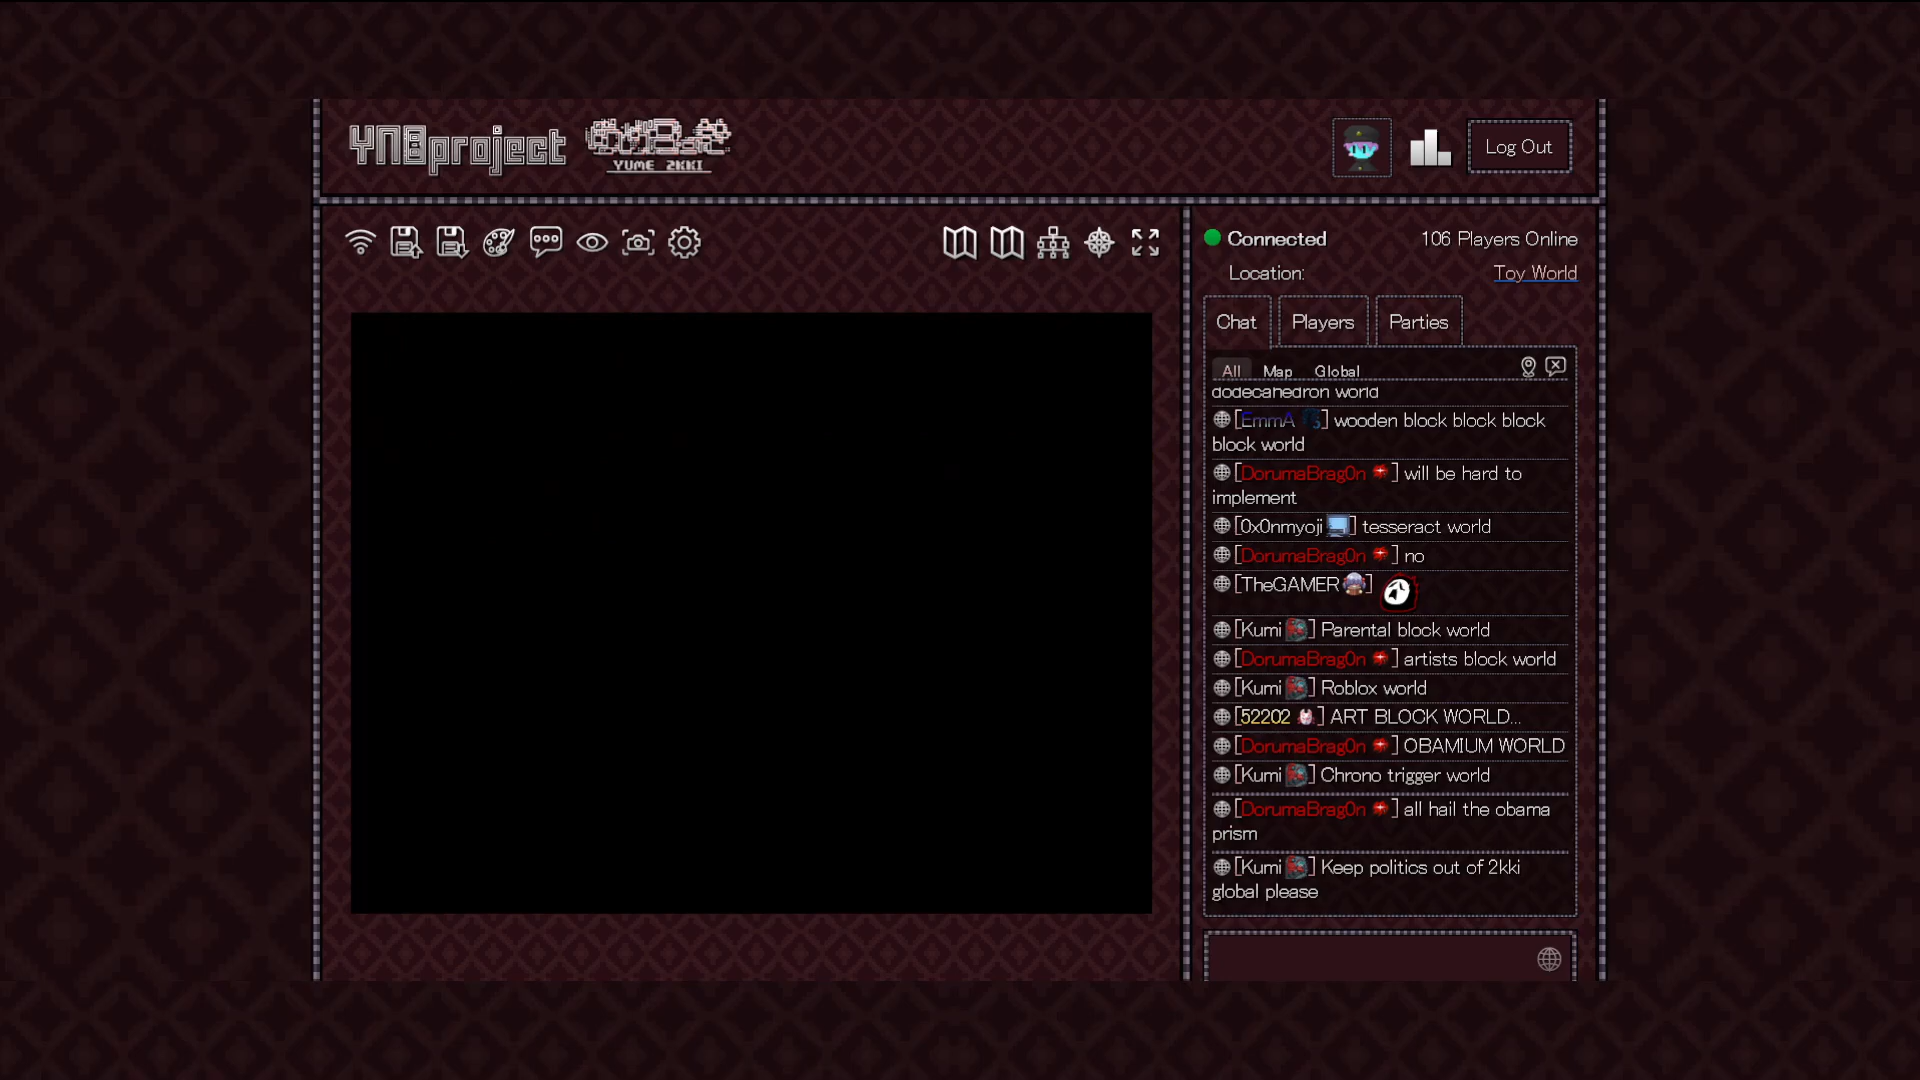 YNOproject
YUME 2KKI
Log Out
Connected
106 Players Online
Location:
Toy World
Chat
Players
Parties
All
Map
Global
dodecahedron world
[EmmA] wooden block block block
block world
[DorumaBrag0n] will be hard to
implement
[0x0nmyoji] tesseract world
[DorumaBrag0n] no
[TheGAMER]
[Kumi] Parental block world
[DorumaBrag0n] artists block world
[Kumi] Roblox world
[52202] ART BLOCK WORLD...
[DorumaBrag0n] OBAMIUM WORLD
[Kumi] Chrono trigger world
[DorumaBrag0n] all hail the obama
prism
[Kumi] Keep politics out of 2kki
global please